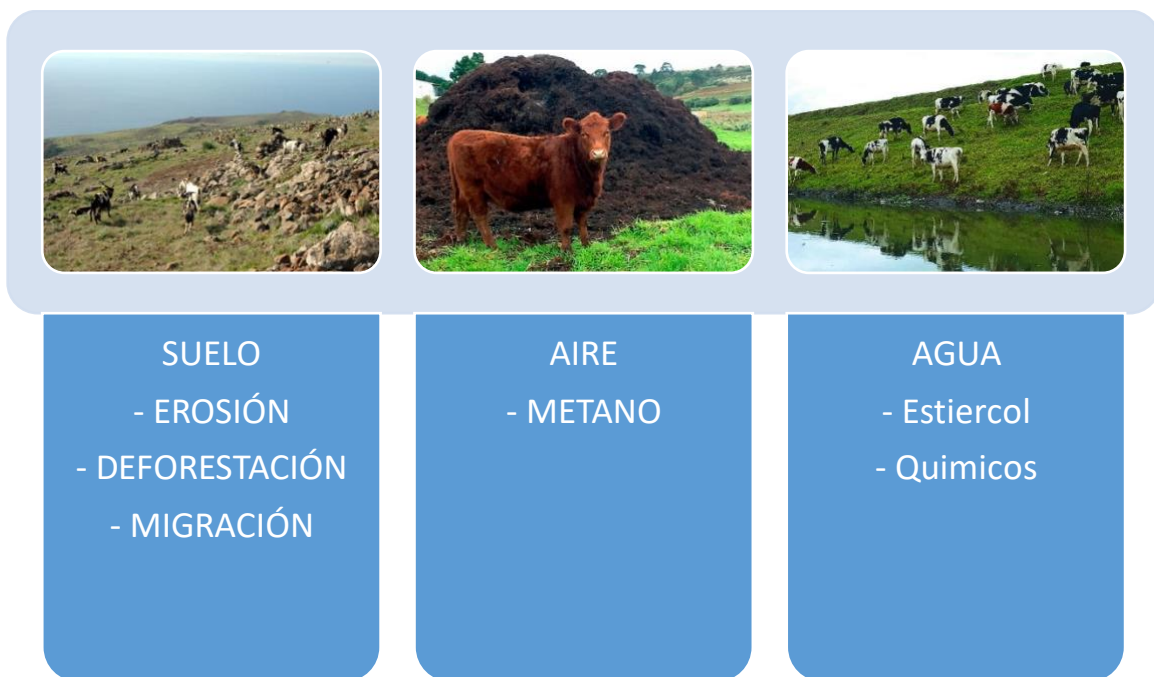 SUELO
- EROSIÓN
- DEFORESTACIÓN
- MIGRACIÓN
AIRE
- METANO
AGUA
- Estiercol
- Quimicos